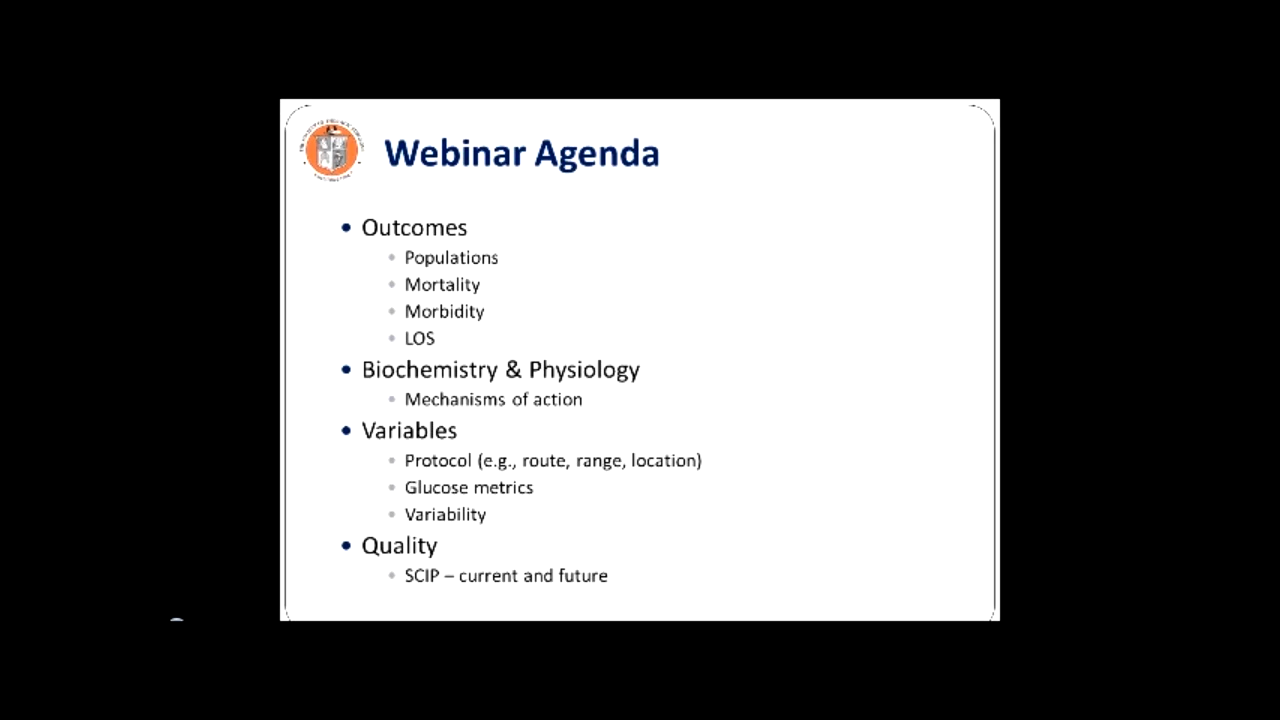 Webinar Agenda
• Outcomes
• Populations
• Mortality
• Morbidity
• LOS
• Biochemistry & Physiology
• Mechanisms of action
• Variables
• Protocol (e.g., route, range, location)
• Glucose metrics
• Variability
• Quality
• SCIP – current and future